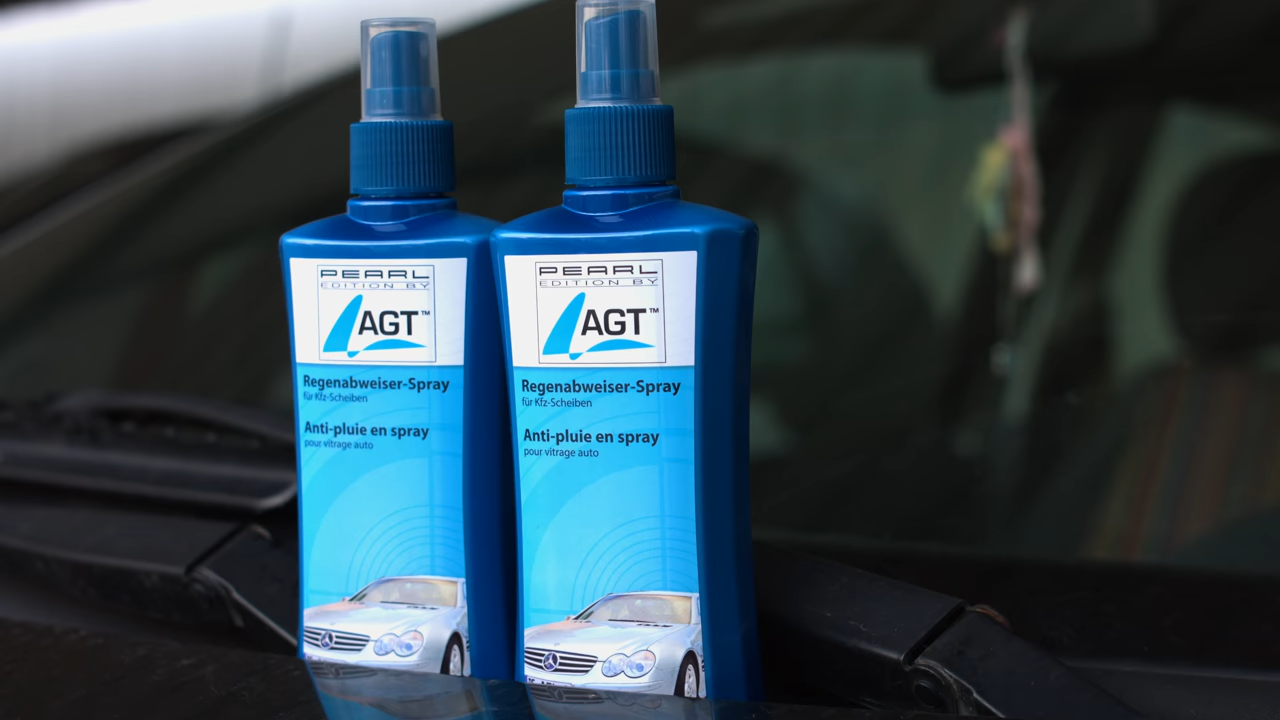 PEARL
EDITION BY
AGT™
Regenabweiser-Spray
für Kfz-Scheiben
Anti-pluie en spray
pour vitrage auto
PEARL
EDITION BY
AGT™
Regenabweiser-Spray
für Kfz-Scheiben
Anti-pluie en spray
pour vitrage auto